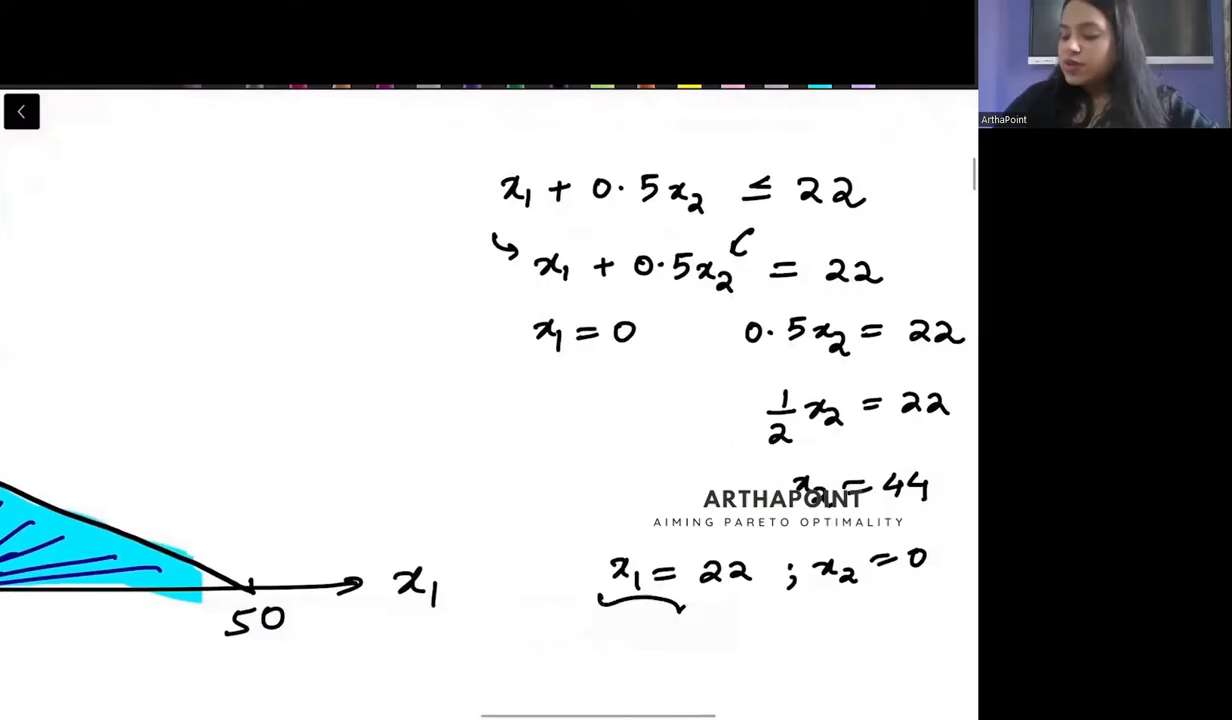 ArthaPoint
x₁ + 0.5x₂ ≤ 22
x₁ + 0.5x₂ = 22
x₁ = 0 0.5x₂ = 22
1/2 x₂ = 22
x₂ = 44
ARTHAPOINT
AIMING PARETO OPTIMALITY
x₁ = 22 ; x₂ = 0
x₁
50